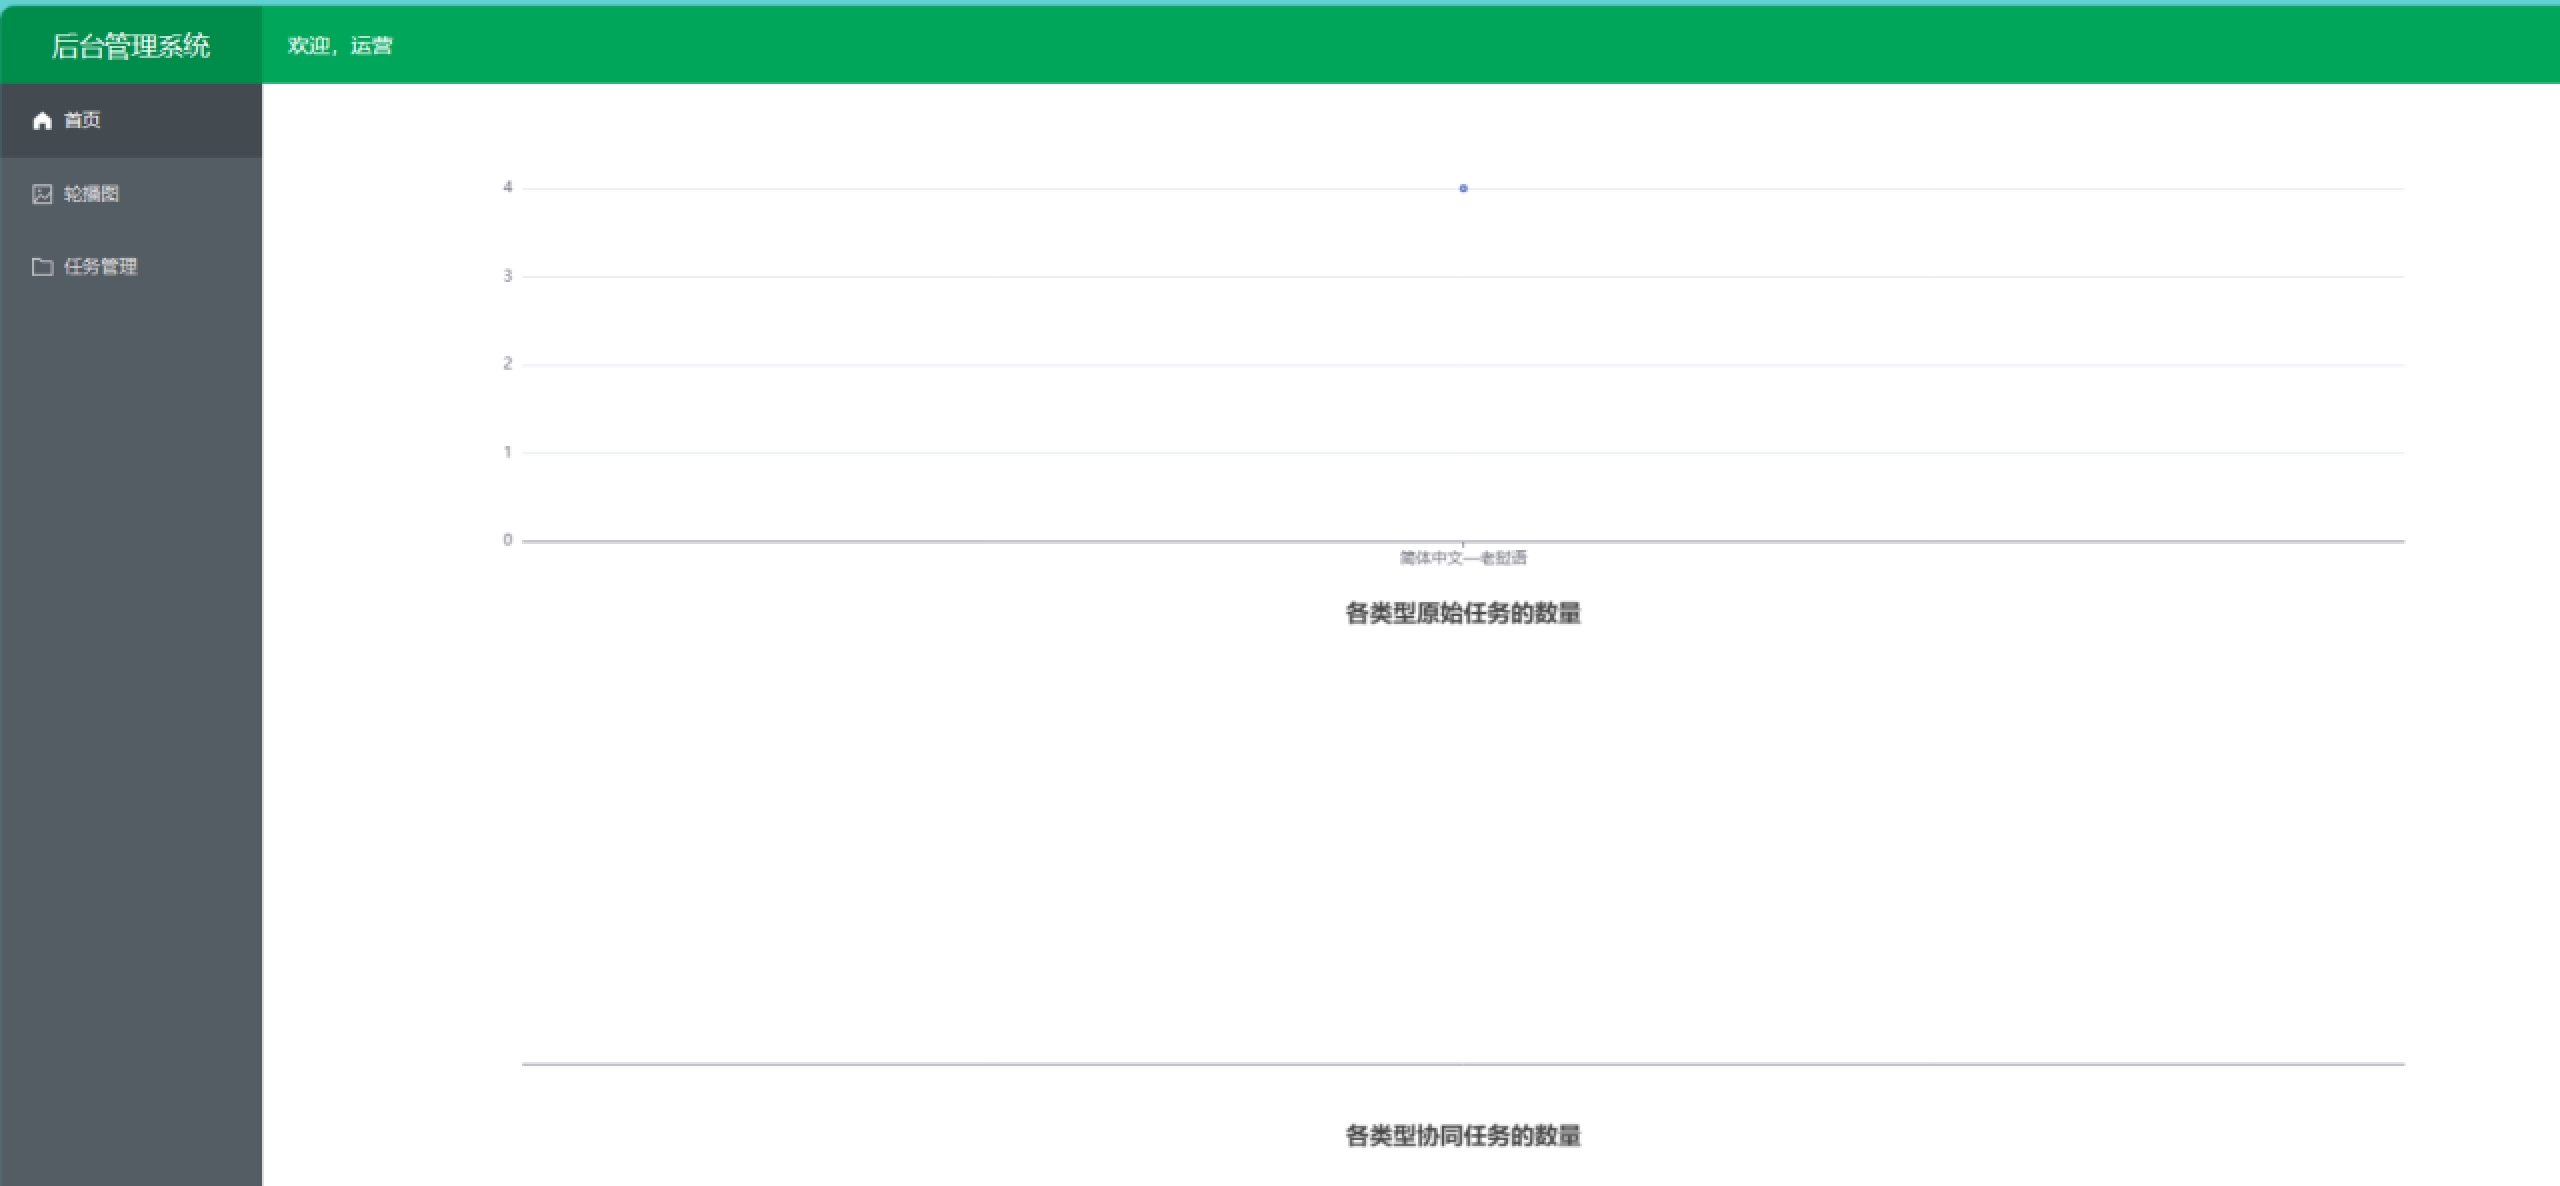 后台管理系统
欢迎，运营
首页
轮播图
任务管理
4
3
2
1
0
简体中文—老挝语
各类型原始任务的数量
各类型协同任务的数量